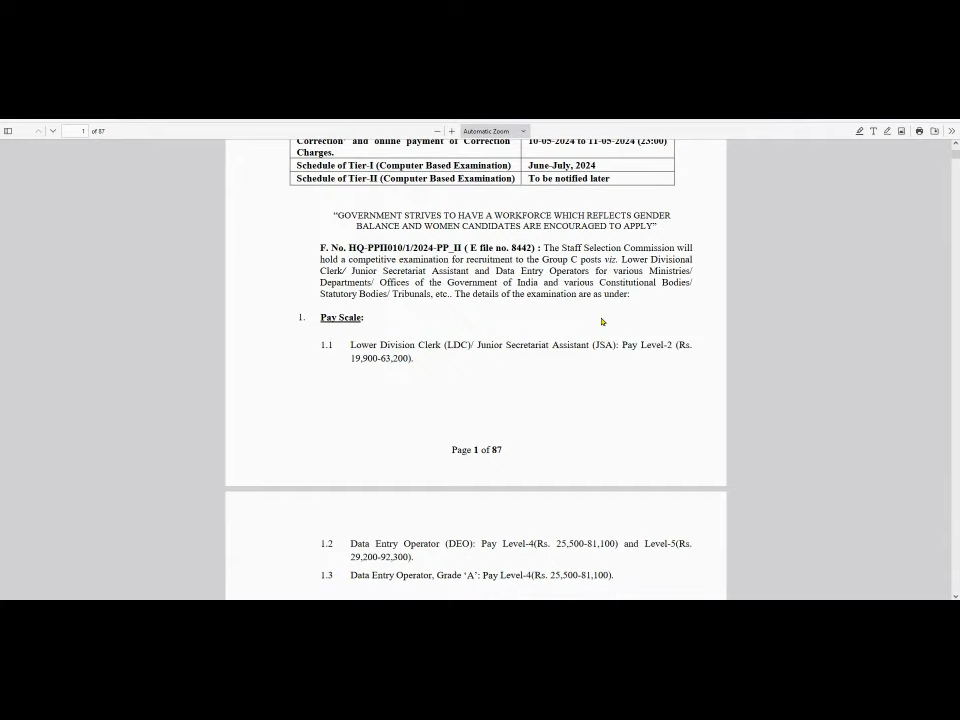 1 of 87
Automatic Zoom
Correction' and online payment of Correction
Charges.
10-05-2024 to 11-05-2024 (23:00)
Schedule of Tier-I (Computer Based Examination) June-July, 2024
Schedule of Tier-II (Computer Based Examination) To be notified later
“GOVERNMENT STRIVES TO HAVE A WORKFORCE WHICH REFLECTS GENDER
BALANCE AND WOMEN CANDIDATES ARE ENCOURAGED TO APPLY”
F. No. HQ-PPII010/1/2024-PP_II ( E file no. 8442) : The Staff Selection Commission will
hold a competitive examination for recruitment to the Group C posts viz. Lower Divisional
Clerk/ Junior Secretariat Assistant and Data Entry Operators for various Ministries/
Departments/ Offices of the Government of India and various Constitutional Bodies/
Statutory Bodies/ Tribunals, etc.. The details of the examination are as under:
1. Pay Scale:
1.1 Lower Division Clerk (LDC)/ Junior Secretariat Assistant (JSA): Pay Level-2 (Rs.
19,900-63,200).
Page 1 of 87
1.2 Data Entry Operator (DEO): Pay Level-4(Rs. 25,500-81,100) and Level-5(Rs.
29,200-92,300).
1.3 Data Entry Operator, Grade ‘A’: Pay Level-4(Rs. 25,500-81,100).